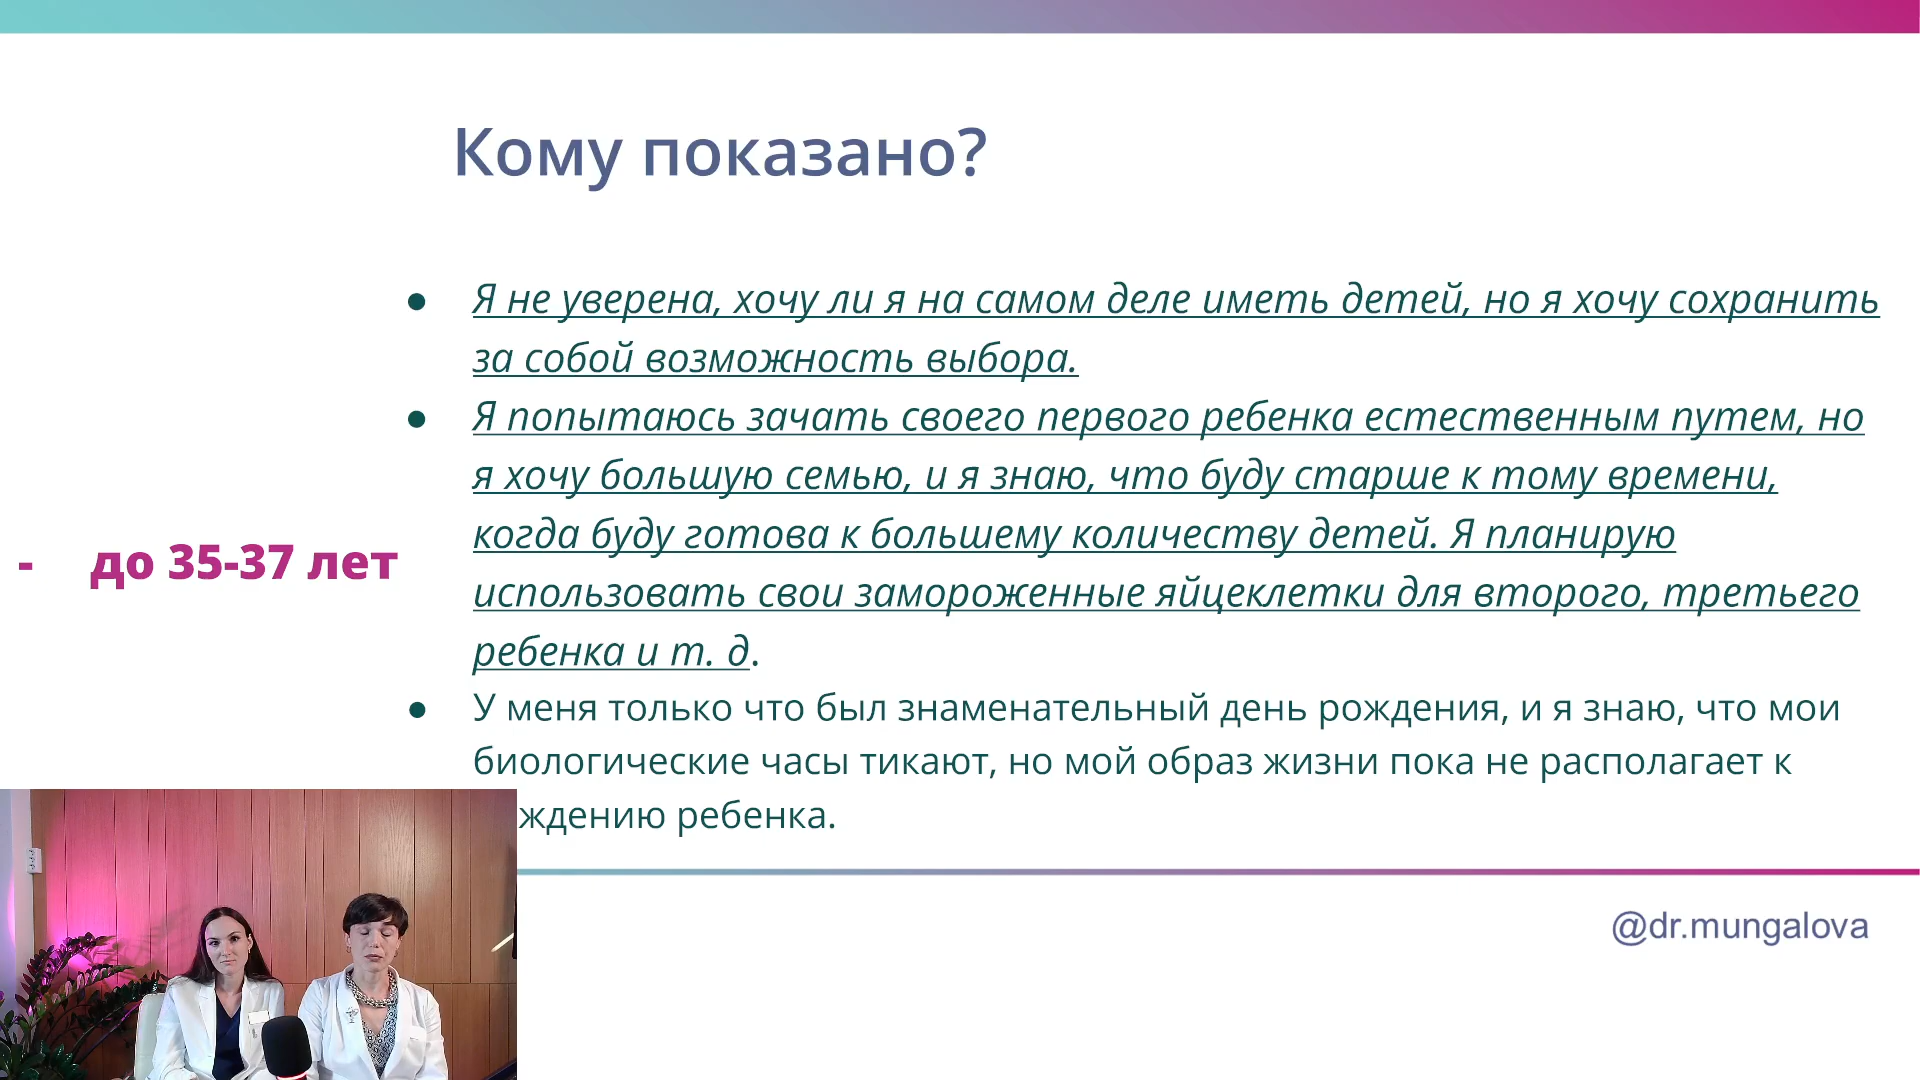 Кому показано?
● Я не уверена, хочу ли я на самом деле иметь детей, но я хочу сохранить
за собой возможность выбора.
● Я попытаюсь зачать своего первого ребенка естественным путем, но
я хочу большую семью, и я знаю, что буду старше к тому времени,
когда буду готова к большему количеству детей. Я планирую
использовать свои замороженные яйцеклетки для второго, третьего
ребенка и т. д.
- до 35-37 лет
● У меня только что был знаменательный день рождения, и я знаю, что мои
биологические часы тикают, но мой образ жизни пока не располагает к
ждению ребенка.
@dr.mungalova